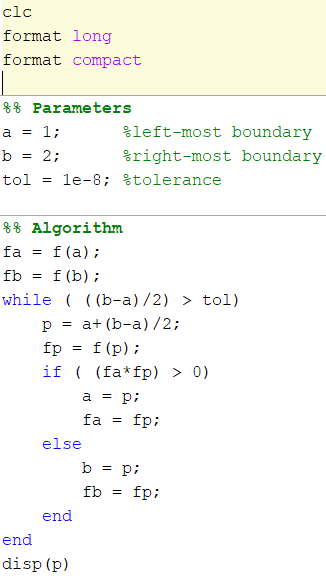 clc
format long
format compact
%% Parameters
a = 1;      %left-most boundary
b = 2;      %right-most boundary
tol = 1e-8; %tolerance
%% Algorithm
fa = f(a);
fb = f(b);
while ( ((b-a)/2) > tol)
    p = a+(b-a)/2;
    fp = f(p);
    if ( (fa*fp) > 0)
        a = p;
        fa = fp;
    else
        b = p;
        fb = fp;
    end
end
disp(p)